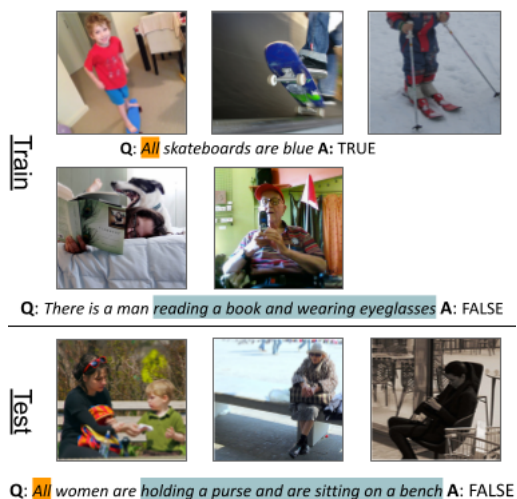 Train
Q: All skateboards are blue A: TRUE
Q: There is a man reading a book and wearing eyeglasses A: FALSE
Test
Q: All women are holding a purse and are sitting on a bench A: FALSE